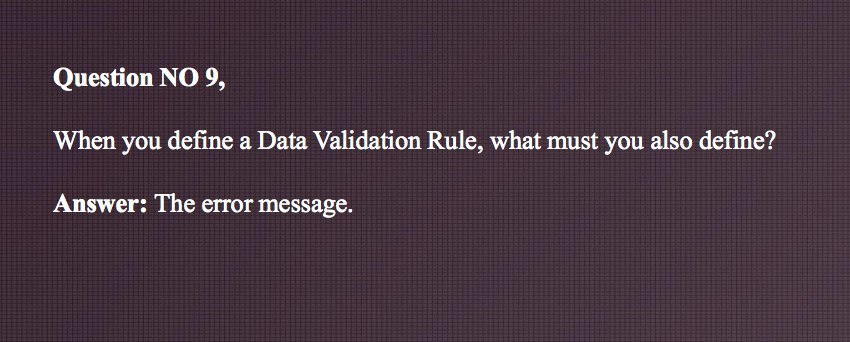 Question NO 9,
When you define a Data Validation Rule, what must you also define?
Answer: The error message.